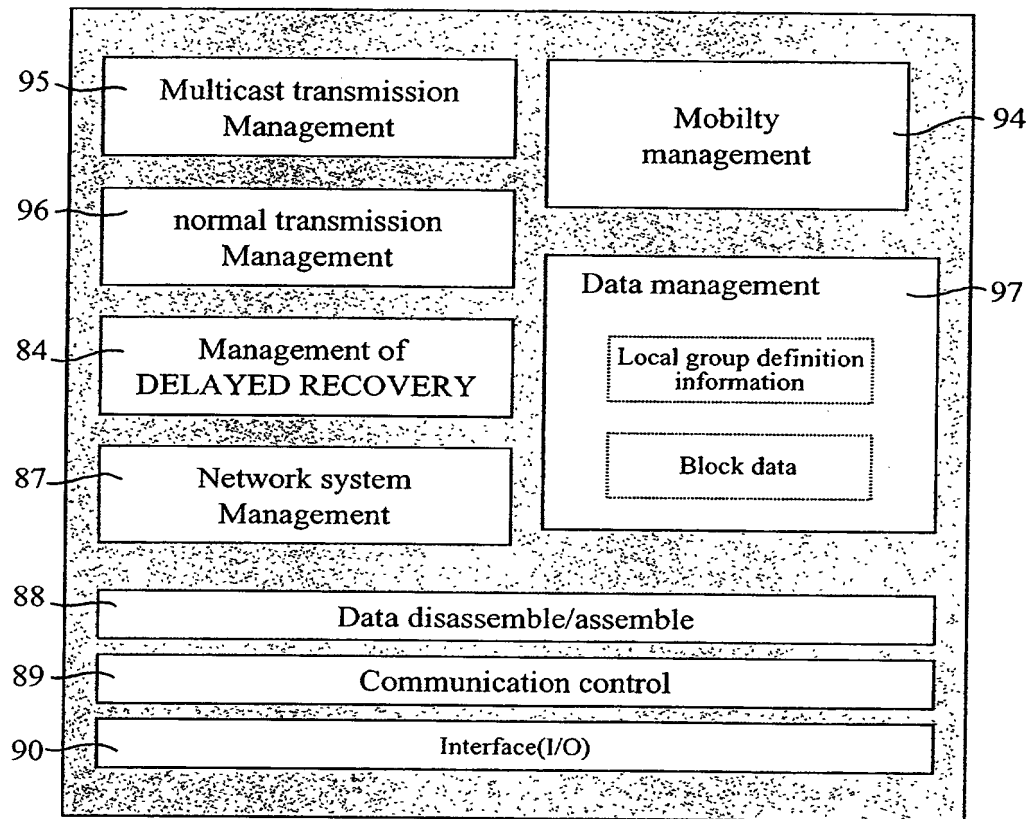 95
Multicast transmission
Management
Mobilty
management
94
96
normal transmission
Management
Data management
97
84
Management of
DELAYED RECOVERY
Local group definition
information
87
Network system
Management
Block data
88
Data disassemble/assemble
89
Communication control
90
Interface(I/O)